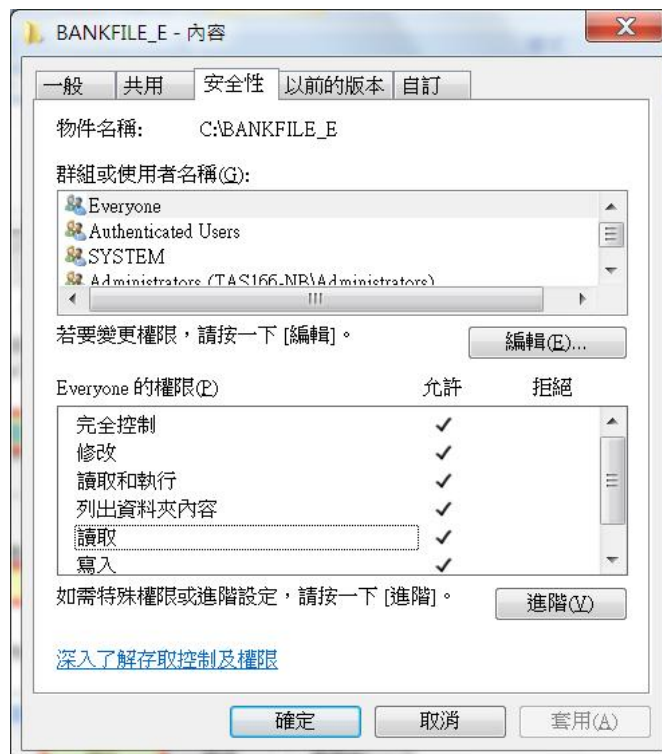 BANKFILE_E - 內容
一般 共用 安全性 以前的版本 自訂
物件名稱: C:\BANKFILE_E
群組或使用者名稱(G):
Everyone
Authenticated Users
SYSTEM
Administrators (TAS166-NB\Administrators)
若要變更權限，請按一下 [編輯]。 編輯(E)...
Everyone 的權限(P) 允許 拒絕
完全控制
修改
讀取和執行
列出資料夾內容
讀取
寫入
如需特殊權限或進階設定，請按一下 [進階]。 進階(V)
深入了解存取控制及權限
確定 取消 套用(A)